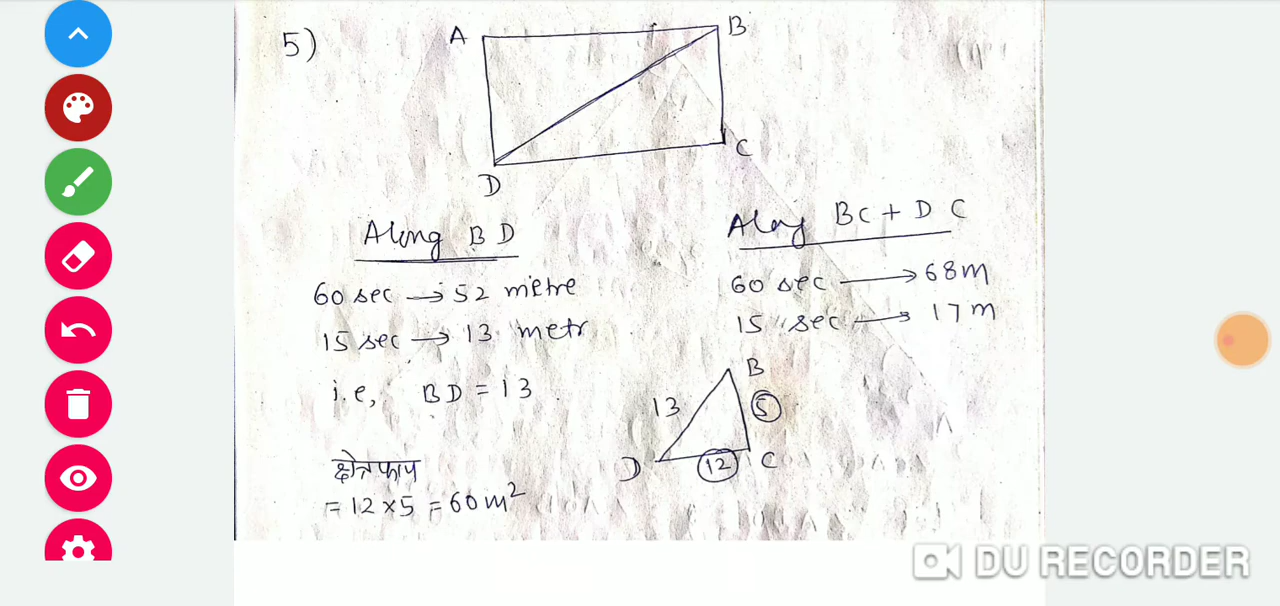 5)
A
B
C
D
Along BD
60 sec → 52 metre
15 sec → 13 metr
i.e, BD = 13
क्षेत्रफाप
= 12 × 5 = 60 m²
Along BC + DC
60 sec → 68m
15 sec → 17m
B
13
5
D
12
C
DU RECORDER